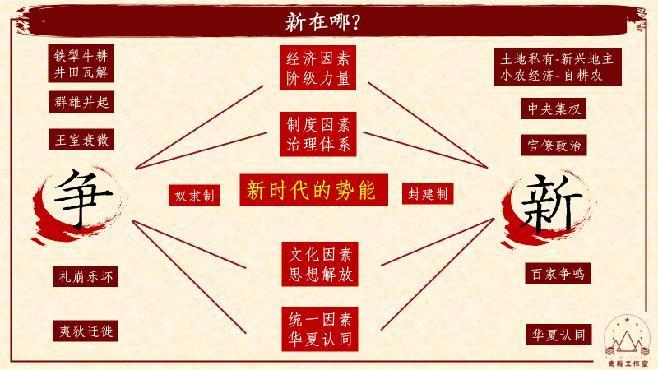 新在哪?
铁犁牛耕
井田瓦解
群雄并起
王室衰微
争
礼崩乐坏
夷狄迁徙
经济因素
阶级力量
制度因素
治理体系
奴隶制
新时代的势能
封建制
文化因素
思想解放
统一因素
华夏认同
土地私有-新兴地主
小农经济-自耕农
中央集权
官僚政治
新
百家争鸣
华夏认同